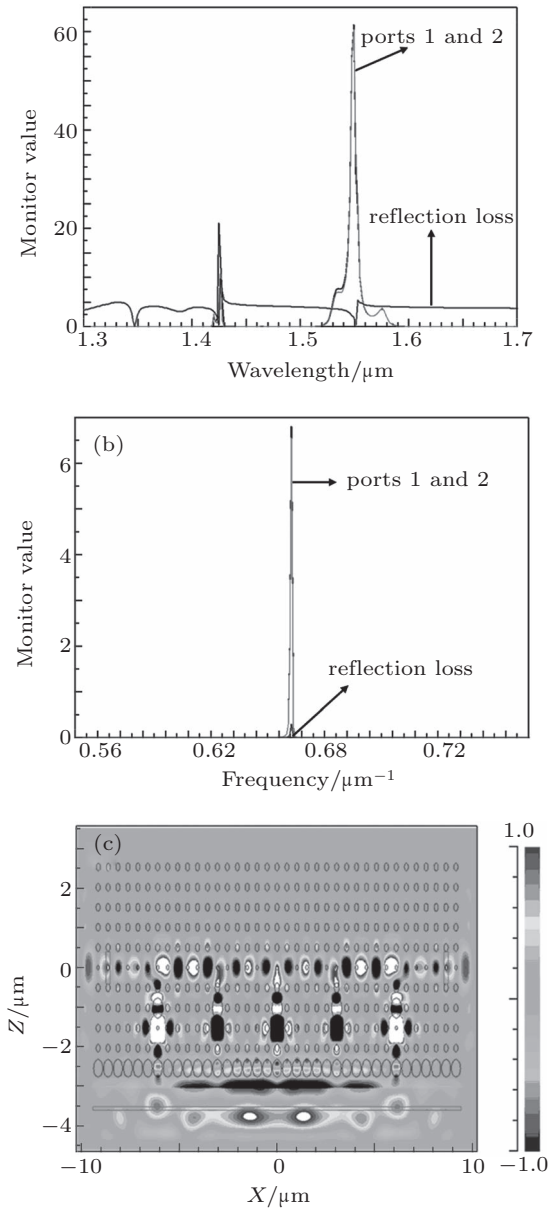 60
ports 1 and 2
40
Monitor value
reflection loss
20
0
1.3 1.4 1.5 1.6 1.7
Wavelength/μm
(b)
6
ports 1 and 2
4
Monitor value
2
reflection loss
0
0.56 0.62 0.68 0.72
Frequency/μm−1
1.0
(c)
2
0
Z/μm
−2
−4
−10 0 10
−1.0
X/μm